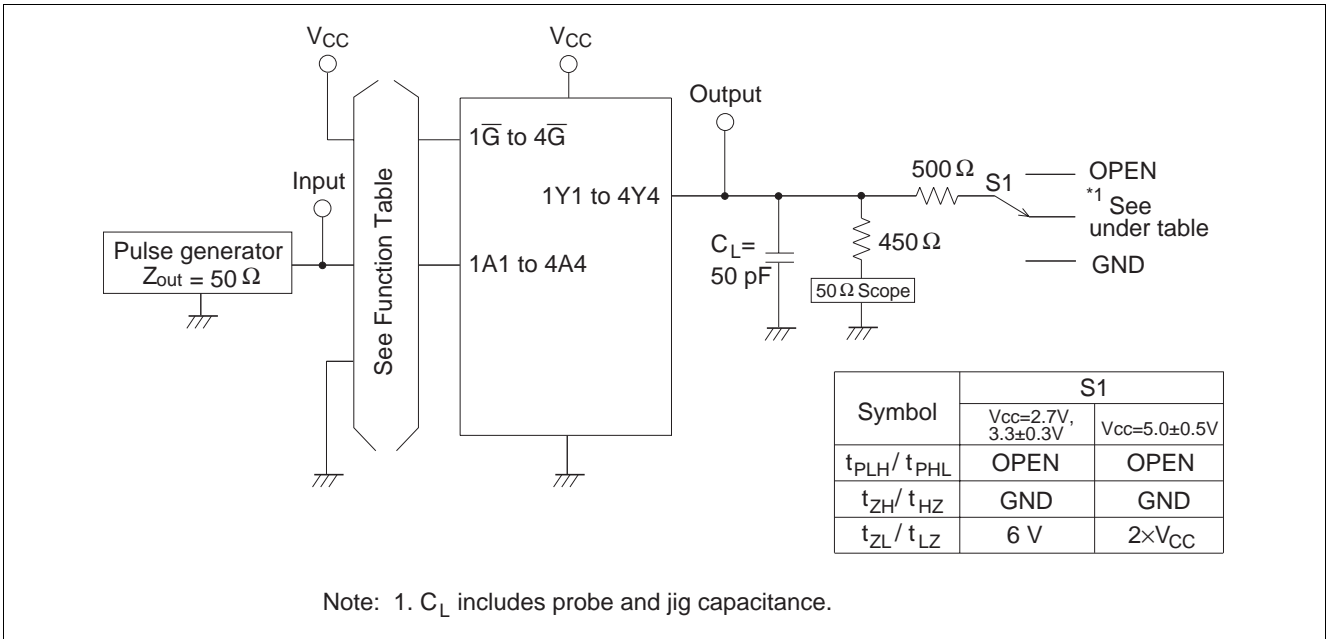 VCC
VCC
Output
1G̅ to 4G̅
Input
See Function Table
1Y1 to 4Y4
500 Ω
S1
OPEN
*1 See
under table
GND
Pulse generator
Zout = 50 Ω
1A1 to 4A4
CL=
50 pF
450 Ω
50 Ω Scope
Symbol
S1
Vcc=2.7V,
3.3±0.3V
Vcc=5.0±0.5V
tPLH / tPHL OPEN OPEN
tZH / tHZ GND GND
tZL / tLZ 6 V 2×VCC
Note: 1. CL includes probe and jig capacitance.